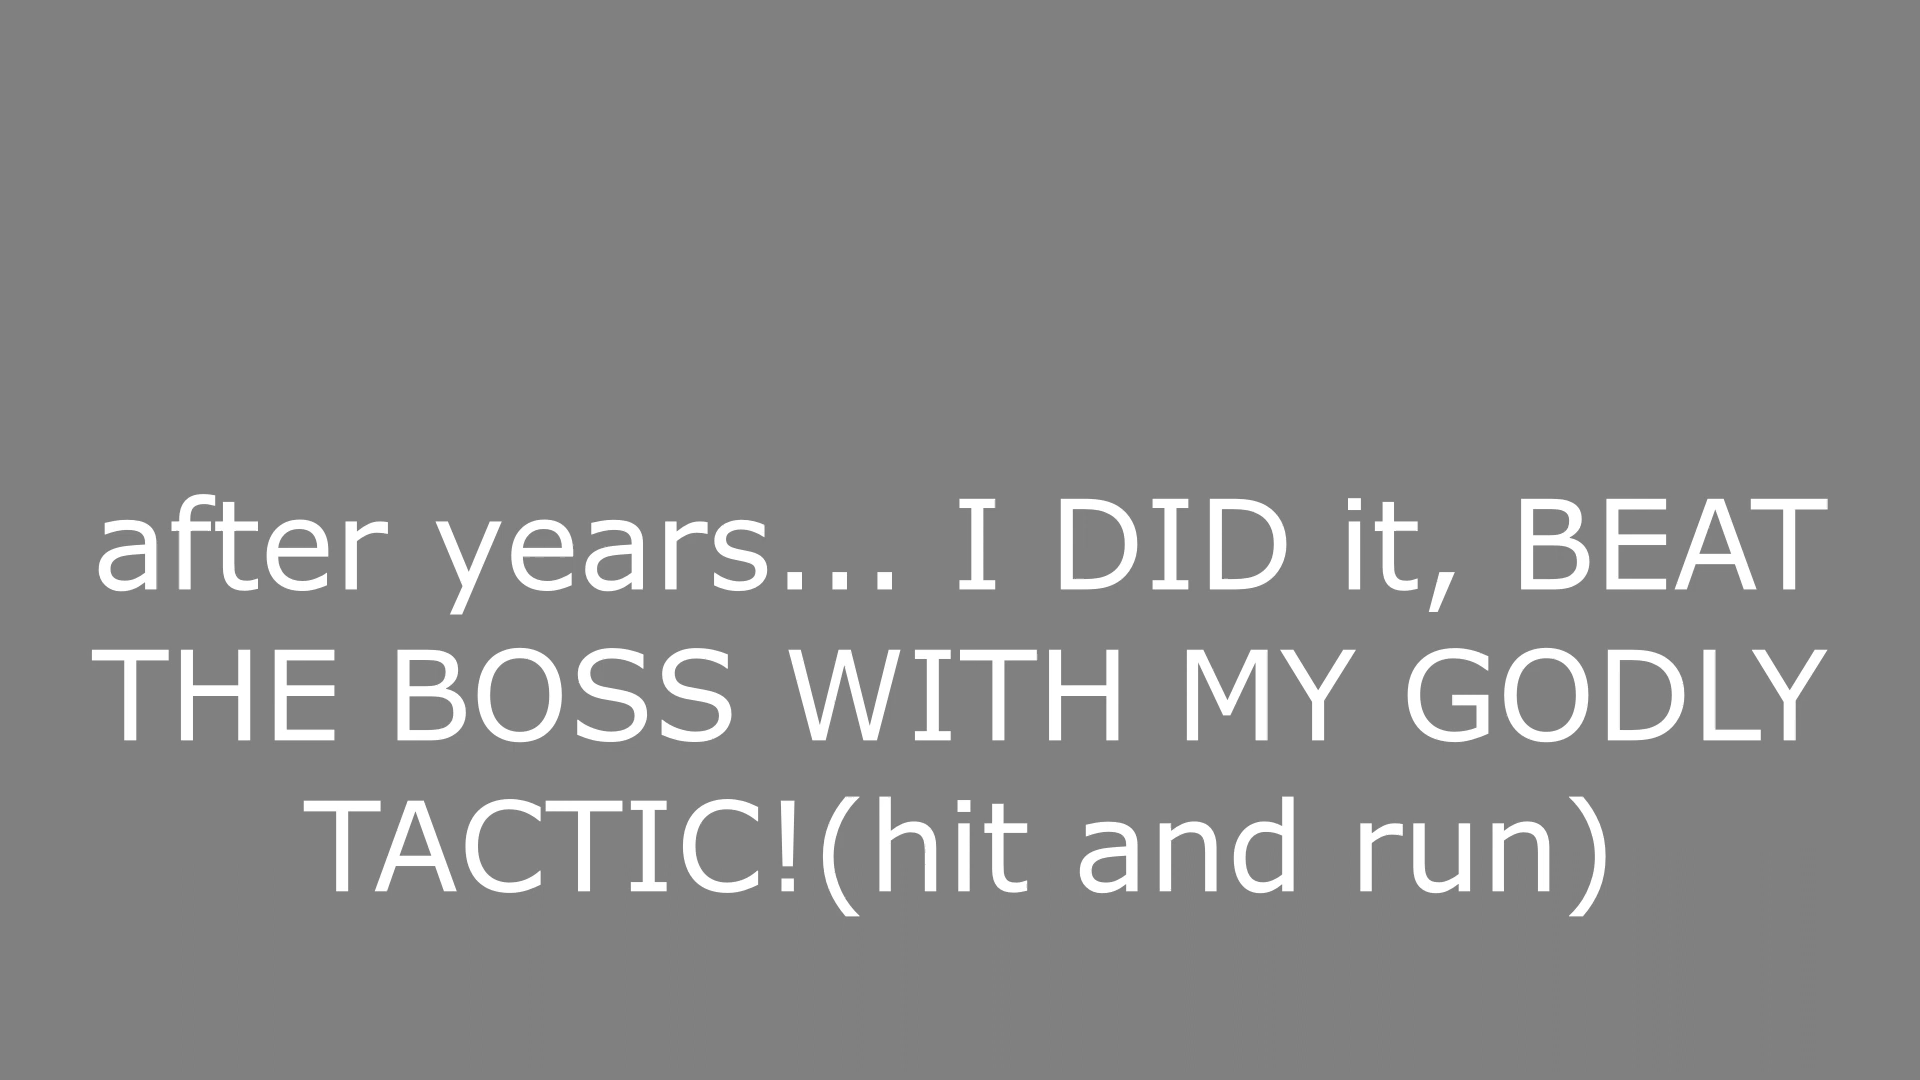 after years... I DID it, BEAT
THE BOSS WITH MY GODLY
TACTIC!(hit and run)